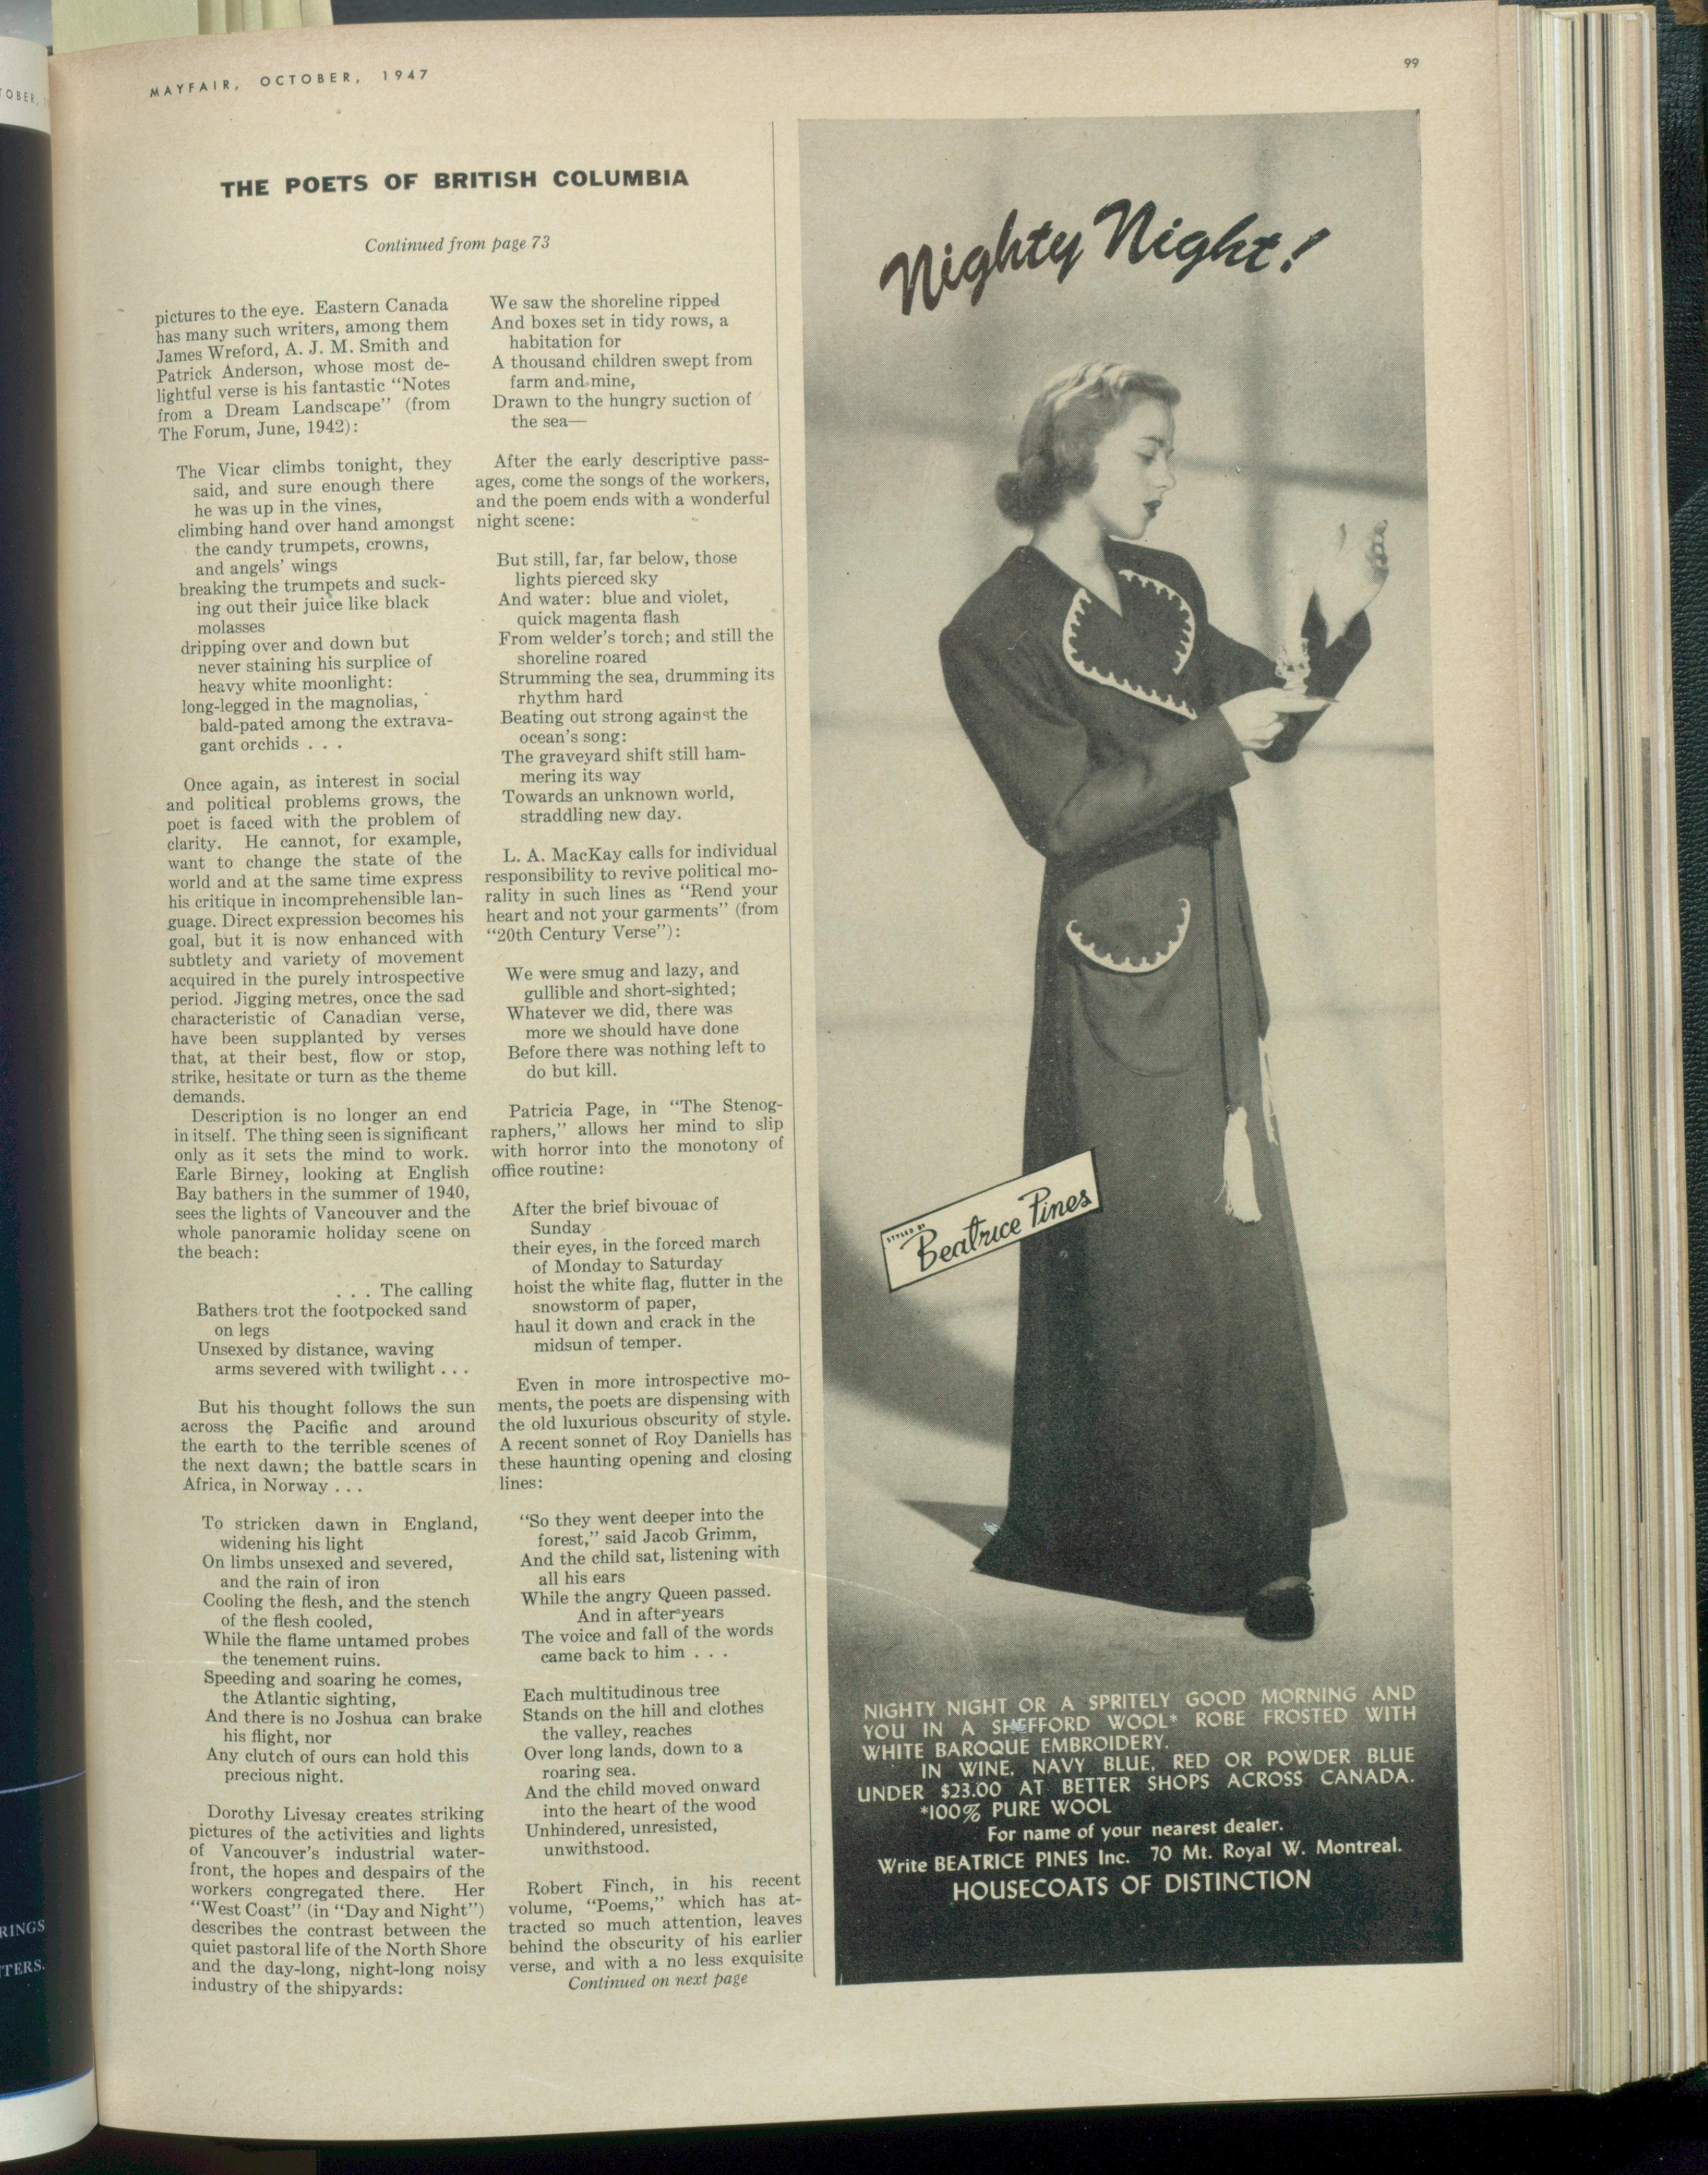 MAYFAIR, OCTOBER, 1947
99
THE POETS OF BRITISH COLUMBIA
Continued from page 73
pictures to the eye. Eastern Canada
has many such writers, among them
James Wreford, A. J. M. Smith and
Patrick Anderson, whose most de-
lightful verse is his fantastic "Notes
from a Dream Landscape" (from
The Forum, June, 1942):
The Vicar climbs tonight, they
said, and sure enough there
he was up in the vines,
climbing hand over hand amongst
the candy trumpets, crowns,
and angels' wings
breaking the trumpets and suck-
ing out their juice like black
molasses
dripping over and down but
never staining his surplice of
heavy white moonlight:
long-legged in the magnolias,
bald-pated among the extrava-
gant orchids . . .
Once again, as interest in social
and political problems grows, the
poet is faced with the problem of
clarity. He cannot, for example,
want to change the state of the
world and at the same time express
his critique in incomprehensible lan-
guage. Direct expression becomes his
goal, but it is now enhanced with
subtlety and variety of movement
acquired in the purely introspective
period. Jigging metres, once the sad
characteristic of Canadian verse,
have been supplanted by verses
that, at their best, flow or stop,
strike, hesitate or turn as the theme
demands.
Description is no longer an end
in itself. The thing seen is significant
only as it sets the mind to work.
Earle Birney, looking at English
Bay bathers in the summer of 1940,
sees the lights of Vancouver and the
whole panoramic holiday scene on
the beach:
. . . The calling
Bathers trot the footpocked sand
on legs
Unsexed by distance, waving
arms severed with twilight . . .
But his thought follows the sun
across the Pacific and around
the earth to the terrible scenes of
the next dawn; the battle scars in
Africa, in Norway . . .
To stricken dawn in England,
widening his light
On limbs unsexed and severed,
and the rain of iron
Cooling the flesh, and the stench
of the flesh cooled,
While the flame untamed probes
the tenement ruins.
Speeding and soaring he comes,
the Atlantic sighting,
And there is no Joshua can brake
his flight, nor
Any clutch of ours can hold this
precious night.
Dorothy Livesay creates striking
pictures of the activities and lights
of Vancouver's industrial water-
front, the hopes and despairs of the
workers congregated there. Her
"West Coast" (in "Day and Night")
describes the contrast between the
quiet pastoral life of the North Shore
and the day-long, night-long noisy
industry of the shipyards:
We saw the shoreline ripped
And boxes set in tidy rows, a
habitation for
A thousand children swept from
farm and mine,
Drawn to the hungry suction of
the sea—
After the early descriptive pass-
ages, come the songs of the workers,
and the poem ends with a wonderful
night scene:
But still, far, far below, those
lights pierced sky
And water: blue and violet,
quick magenta flash
From welder's torch; and still the
shoreline roared
Strumming the sea, drumming its
rhythm hard
Beating out strong against the
ocean's song:
The graveyard shift still ham-
mering its way
Towards an unknown world,
straddling new day.
L. A. MacKay calls for individual
responsibility to revive political mo-
rality in such lines as "Rend your
heart and not your garments" (from
"20th Century Verse"):
We were smug and lazy, and
gullible and short-sighted;
Whatever we did, there was
more we should have done
Before there was nothing left to
do but kill.
Patricia Page, in "The Stenog-
raphers," allows her mind to slip
with horror into the monotony of
office routine:
After the brief bivouac of
Sunday
their eyes, in the forced march
of Monday to Saturday
hoist the white flag, flutter in the
snowstorm of paper,
haul it down and crack in the
midsun of temper.
Even in more introspective mo-
ments, the poets are dispensing with
the old luxurious obscurity of style.
A recent sonnet of Roy Daniells has
these haunting opening and closing
lines:
"So they went deeper into the
forest," said Jacob Grimm,
And the child sat, listening with
all his ears
While the angry Queen passed.
And in after years
The voice and fall of the words
came back to him . . .
Each multitudinous tree
Stands on the hill and clothes
the valley, reaches
Over long lands, down to a
roaring sea.
And the child moved onward
into the heart of the wood
Unhindered, unresisted,
unwithstood.
Robert Finch, in his recent
volume, "Poems," which has at-
tracted so much attention, leaves
behind the obscurity of his earlier
verse, and with a no less exquisite
Continued on next page
Nighty Night!
STYLED BY
Beatrice Pines
NIGHTY NIGHT OR A SPRITELY GOOD MORNING AND
YOU IN A SHEFFORD WOOL* ROBE FROSTED WITH
WHITE BAROQUE EMBROIDERY.
IN WINE, NAVY BLUE, RED OR POWDER BLUE
UNDER $23.00 AT BETTER SHOPS ACROSS CANADA.
*100% PURE WOOL
For name of your nearest dealer.
Write BEATRICE PINES Inc. 70 Mt. Royal W. Montreal.
HOUSECOATS OF DISTINCTION